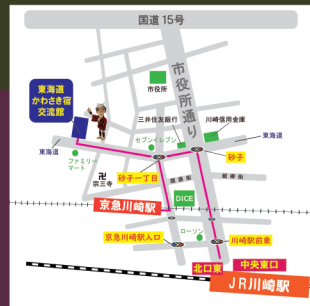 国道15号
東海道
かわさき宿
交流館
市役所
市役所通り
三井住友銀行
川崎信用金庫
セブンイレブン
東海道
東海道
砂子
ファミリー
マート
卍
宗三寺
砂子一丁目
銀座街
銀柳街
DICE
京急川崎駅
ローソン
京急川崎駅入口
川崎駅前東
北口東
中央東口
JR川崎駅